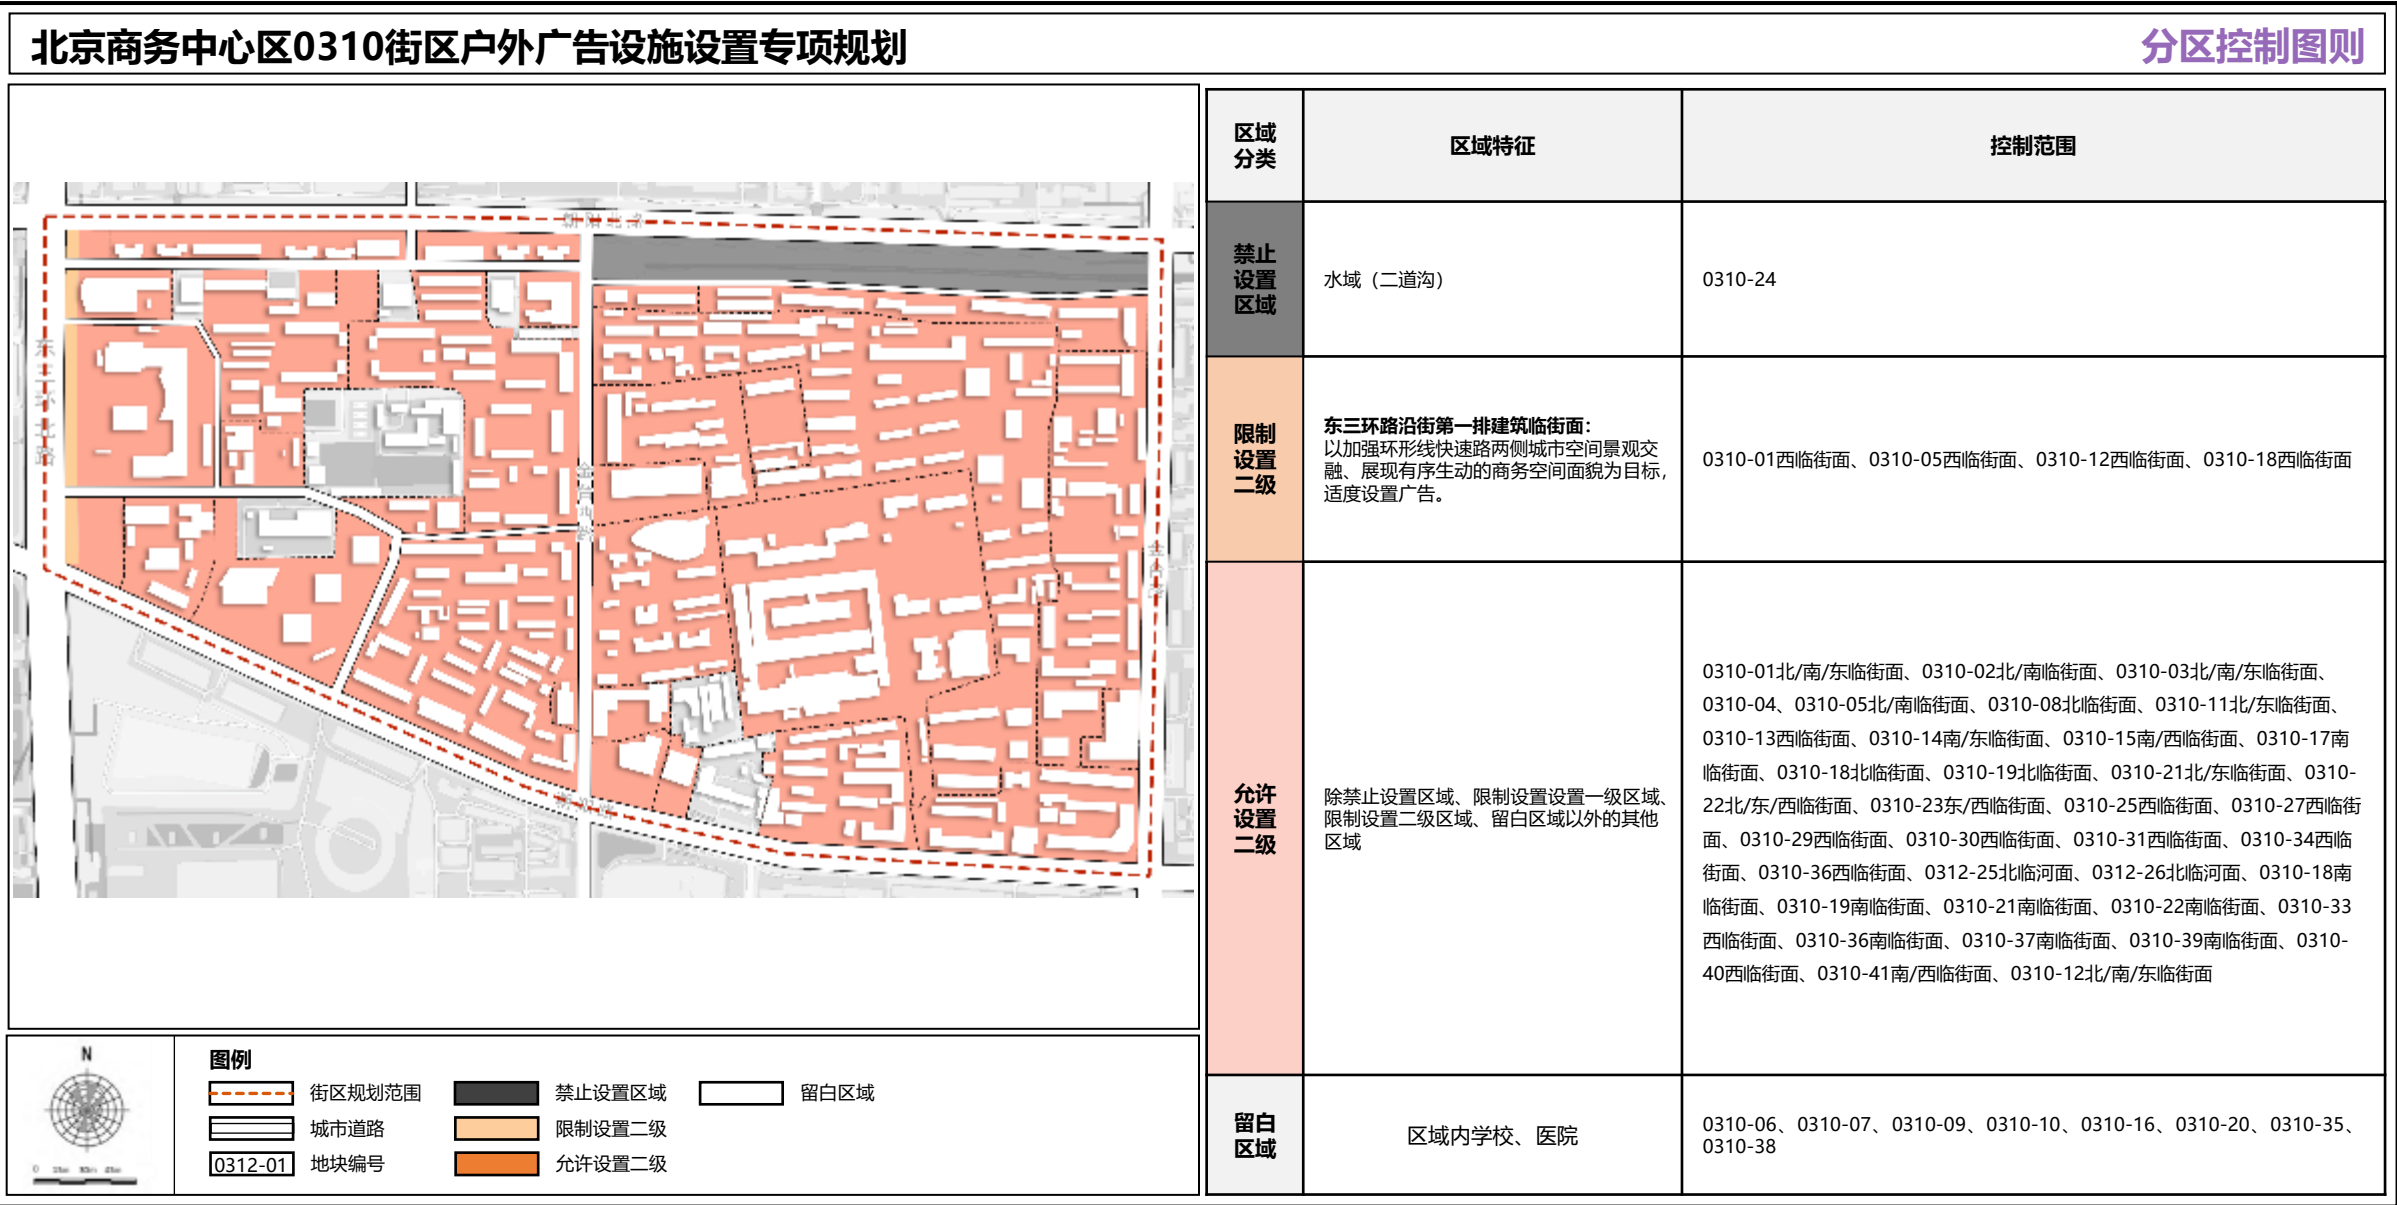 北京商务中心区0310街区户外广告设施设置专项规划
分区控制图则
朝阳北路
东三环北路
金台西路
金台路
朝阳路
图例
街区规划范围
禁止设置区域
留白区域
城市道路
限制设置二级
0312-01
地块编号
允许设置二级
N
0
区域
分类
区域特征
控制范围
禁止
设置
区域
水域（二道沟）
0310-24
限制
设置
二级
东三环路沿街第一排建筑临街面：
以加强环形线快速路两侧城市空间景观交
融、展现有序生动的商务空间面貌为目标，
适度设置广告。
0310-01西临街面、0310-05西临街面、0310-12西临街面、0310-18西临街面
允许
设置
二级
除禁止设置区域、限制设置设置一级区域、
限制设置二级区域、留白区域以外的其他
区域
0310-01北/南/东临街面、0310-02北/南临街面、0310-03北/南/东临街面、
0310-04、0310-05北/南临街面、0310-08北临街面、0310-11北/东临街面、
0310-13西临街面、0310-14南/东临街面、0310-15南/西临街面、0310-17南
临街面、0310-18北临街面、0310-19北临街面、0310-21北/东临街面、0310-
22北/东/西临街面、0310-23东/西临街面、0310-25西临街面、0310-27西临街
面、0310-29西临街面、0310-30西临街面、0310-31西临街面、0310-34西临
街面、0310-36西临街面、0312-25北临河面、0312-26北临河面、0310-18南
临街面、0310-19南临街面、0310-21南临街面、0310-22南临街面、0310-33
西临街面、0310-36南临街面、0310-37南临街面、0310-39南临街面、0310-
40西临街面、0310-41南/西临街面、0310-12北/南/东临街面
留白
区域
区域内学校、医院
0310-06、0310-07、0310-09、0310-10、0310-16、0310-20、0310-35、
0310-38